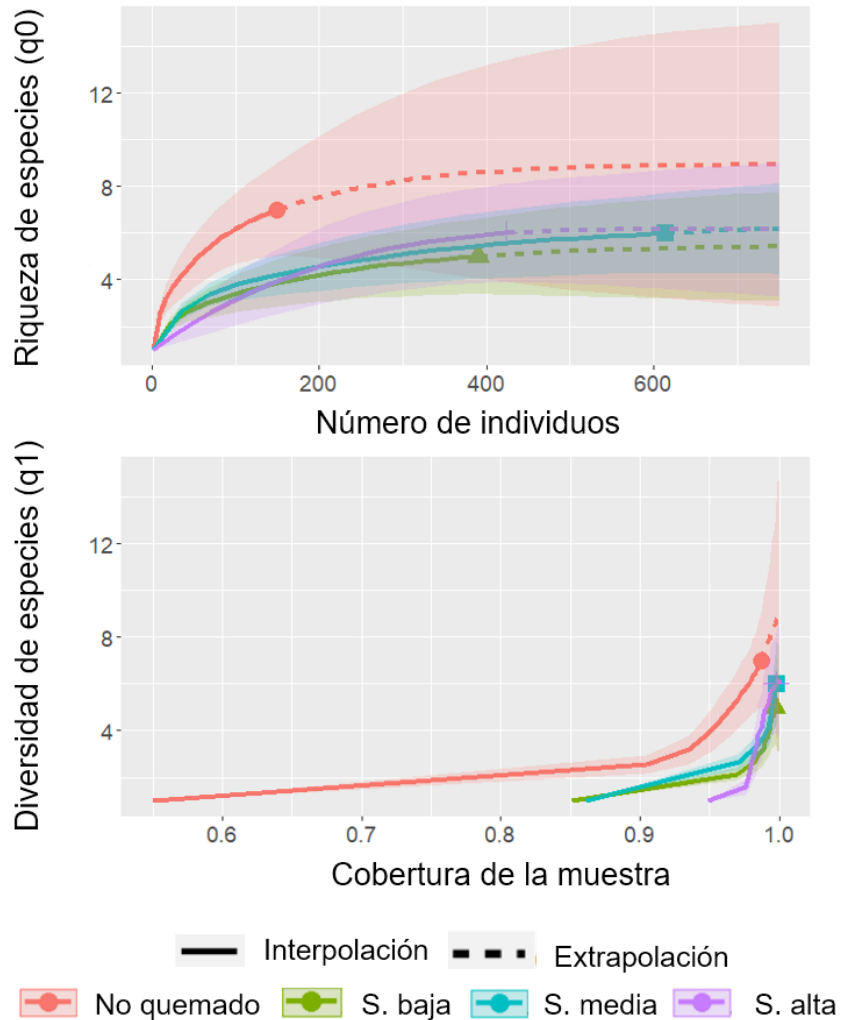 Riqueza de especies (q0)
12
8
4
0 200 400 600
Número de individuos
Diversidad de especies (q1)
12
8
4
0.6 0.7 0.8 0.9 1.0
Cobertura de la muestra
Interpolación Extrapolación
No quemado S. baja S. media S. alta